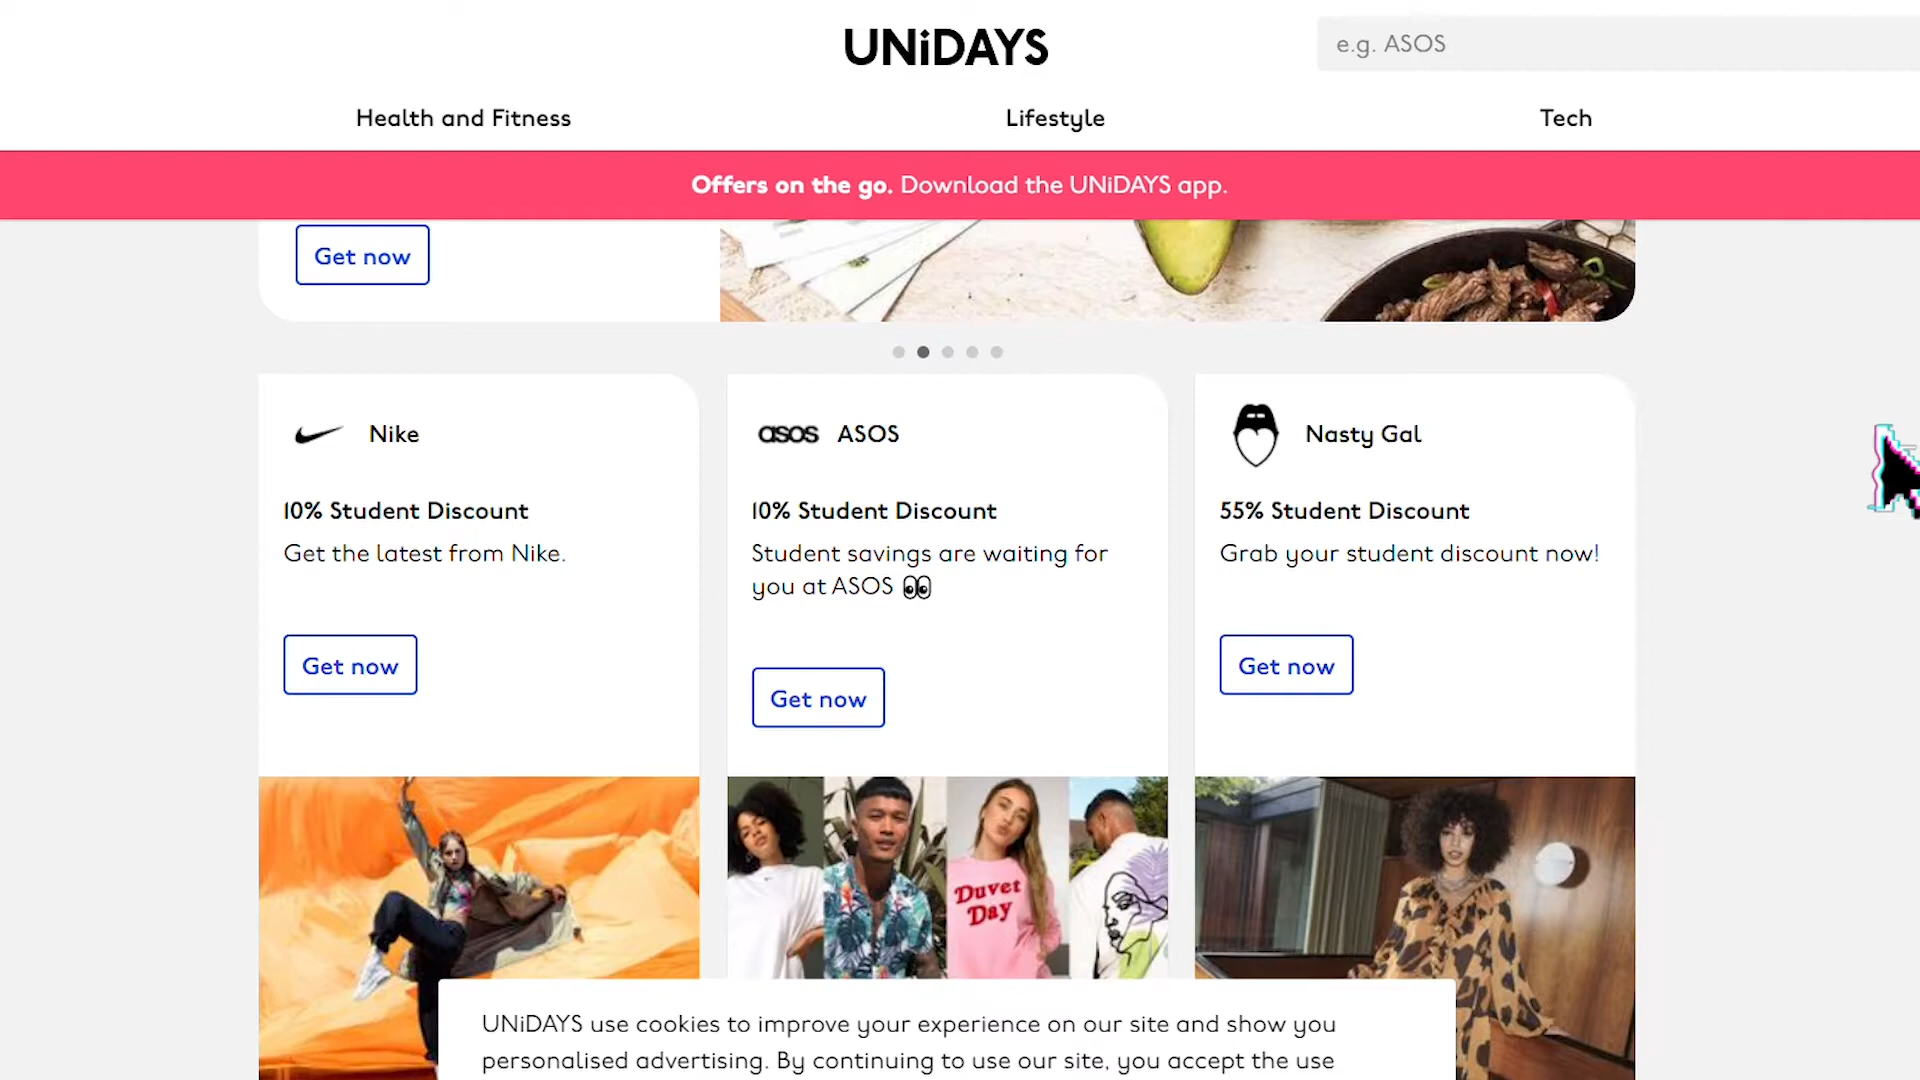 UNiDAYS
e.g. ASOS
Health and Fitness
Lifestyle
Tech
Offers on the go. Download the UNiDAYS app.
Get now
Nike
10% Student Discount
Get the latest from Nike.
Get now
asos ASOS
10% Student Discount
Student savings are waiting for
you at ASOS 👀
Get now
Nasty Gal
55% Student Discount
Grab your student discount now!
Get now
Duvet
Day
UNiDAYS use cookies to improve your experience on our site and show you
personalised advertising. By continuing to use our site, you accept the use